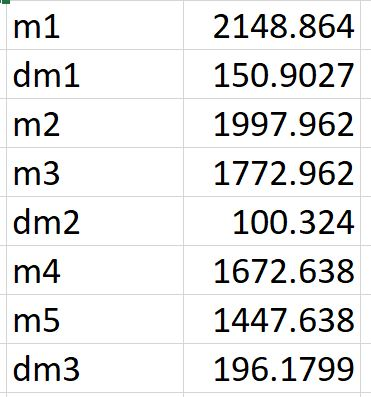 m1 2148.864
dm1 150.9027
m2 1997.962
m3 1772.962
dm2 100.324
m4 1672.638
m5 1447.638
dm3 196.1799